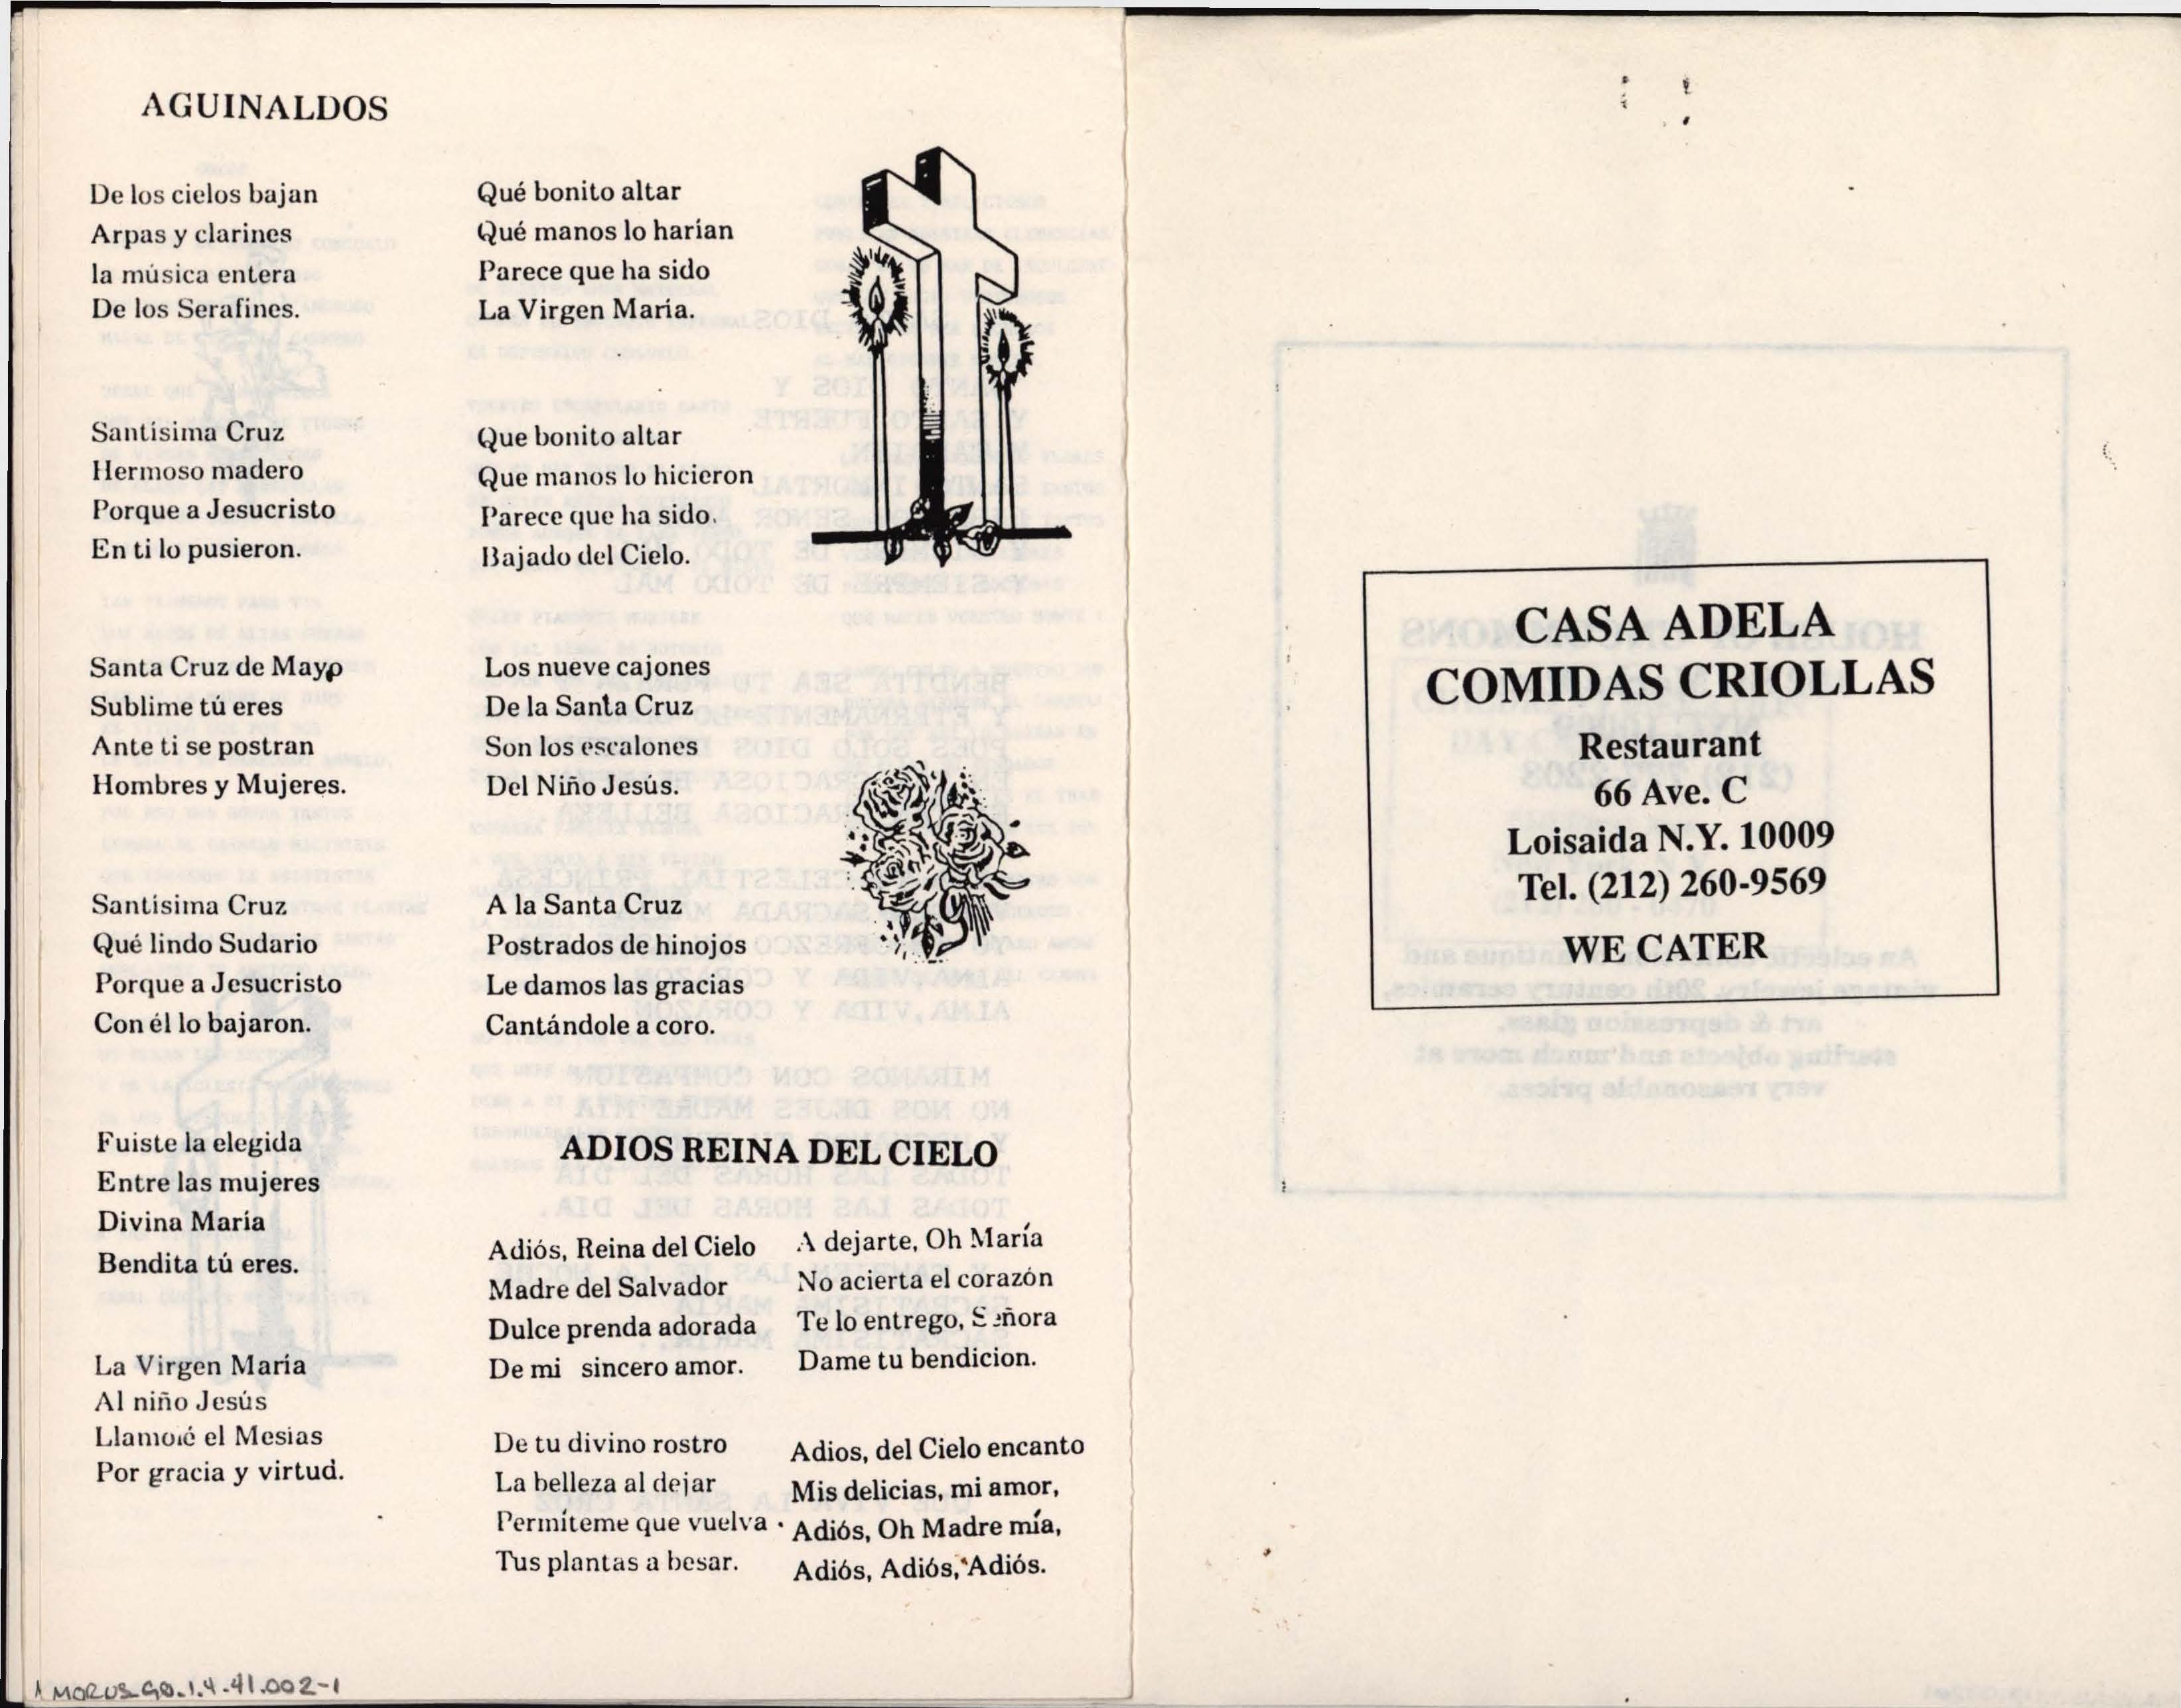 AGUINALDOS
De los cielos bajan
Arpas y clarines
la música entera
De los Serafines.
Santísima Cruz
Hermoso madero
Porque a Jesucristo
En ti lo pusieron.
Santa Cruz de Mayo
Sublime tú eres
Ante ti se postran
Hombres y Mujeres.
Santísima Cruz
Qué lindo Sudario
Porque a Jesucristo
Con él lo bajaron.
Fuiste la elegida
Entre las mujeres
Divina María
Bendita tú eres.
La Virgen María
Al niño Jesús
el Mesias
Por gracia y virtud.
Qué bonito altar
Qué manos lo harían
Parece que ha sido
La Virgen María.
Que bonito altar
Que manos lo hicieron
Parece que ha sido.
Bajado del Cielo.
Los nueve cajones
De la Santa Cruz
Son los escalones
Del Niño Jesús.
A la Santa Cruz
Postrados de hinojos
Le damos las gracias
Cantándole a coro.
ADIOS REINA DEL CIELO
Adiós, Reina del Cielo
Madre del Salvador
Dulce prenda adorada
De mi sincero amor.
De tu divino rostro
La belleza al dejar
Permíteme que vuelva
Tus plantas a besar.
A dejarte, Oh María
No acierta el corazón
Te lo entrego, Señora
Dame tu bendicion.
Adios, del Cielo encanto
Mis delicias, mi amor,
Adiós, Oh Madre mía,
Adiós, Adiós, Adiós.
MORUS_GO.1.4.41.002-1
CASA ADELA
COMIDAS CRIOLLAS
Restaurant
66 Ave. C
Loisaida N.Y. 10009
Tel. (212) 260-9569
WE CATER